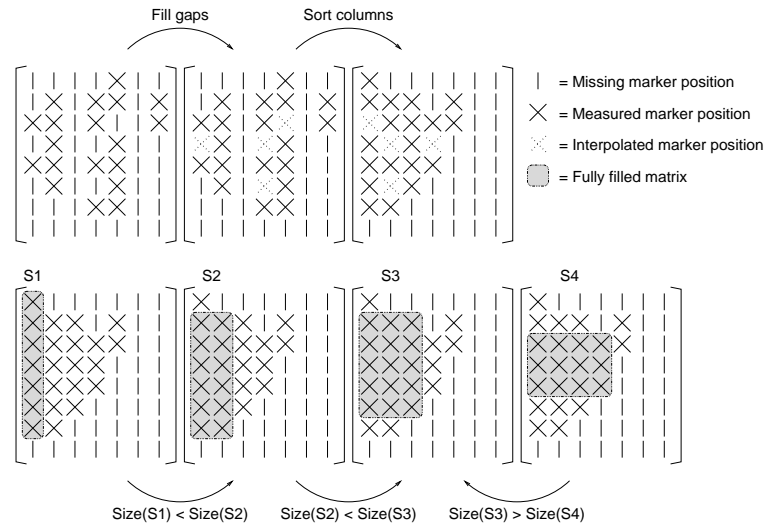 Fill gaps
Sort columns
= Missing marker position
= Measured marker position
= Interpolated marker position
= Fully filled matrix
S1
S2
S3
S4
Size(S1) < Size(S2)
Size(S2) < Size(S3)
Size(S3) > Size(S4)